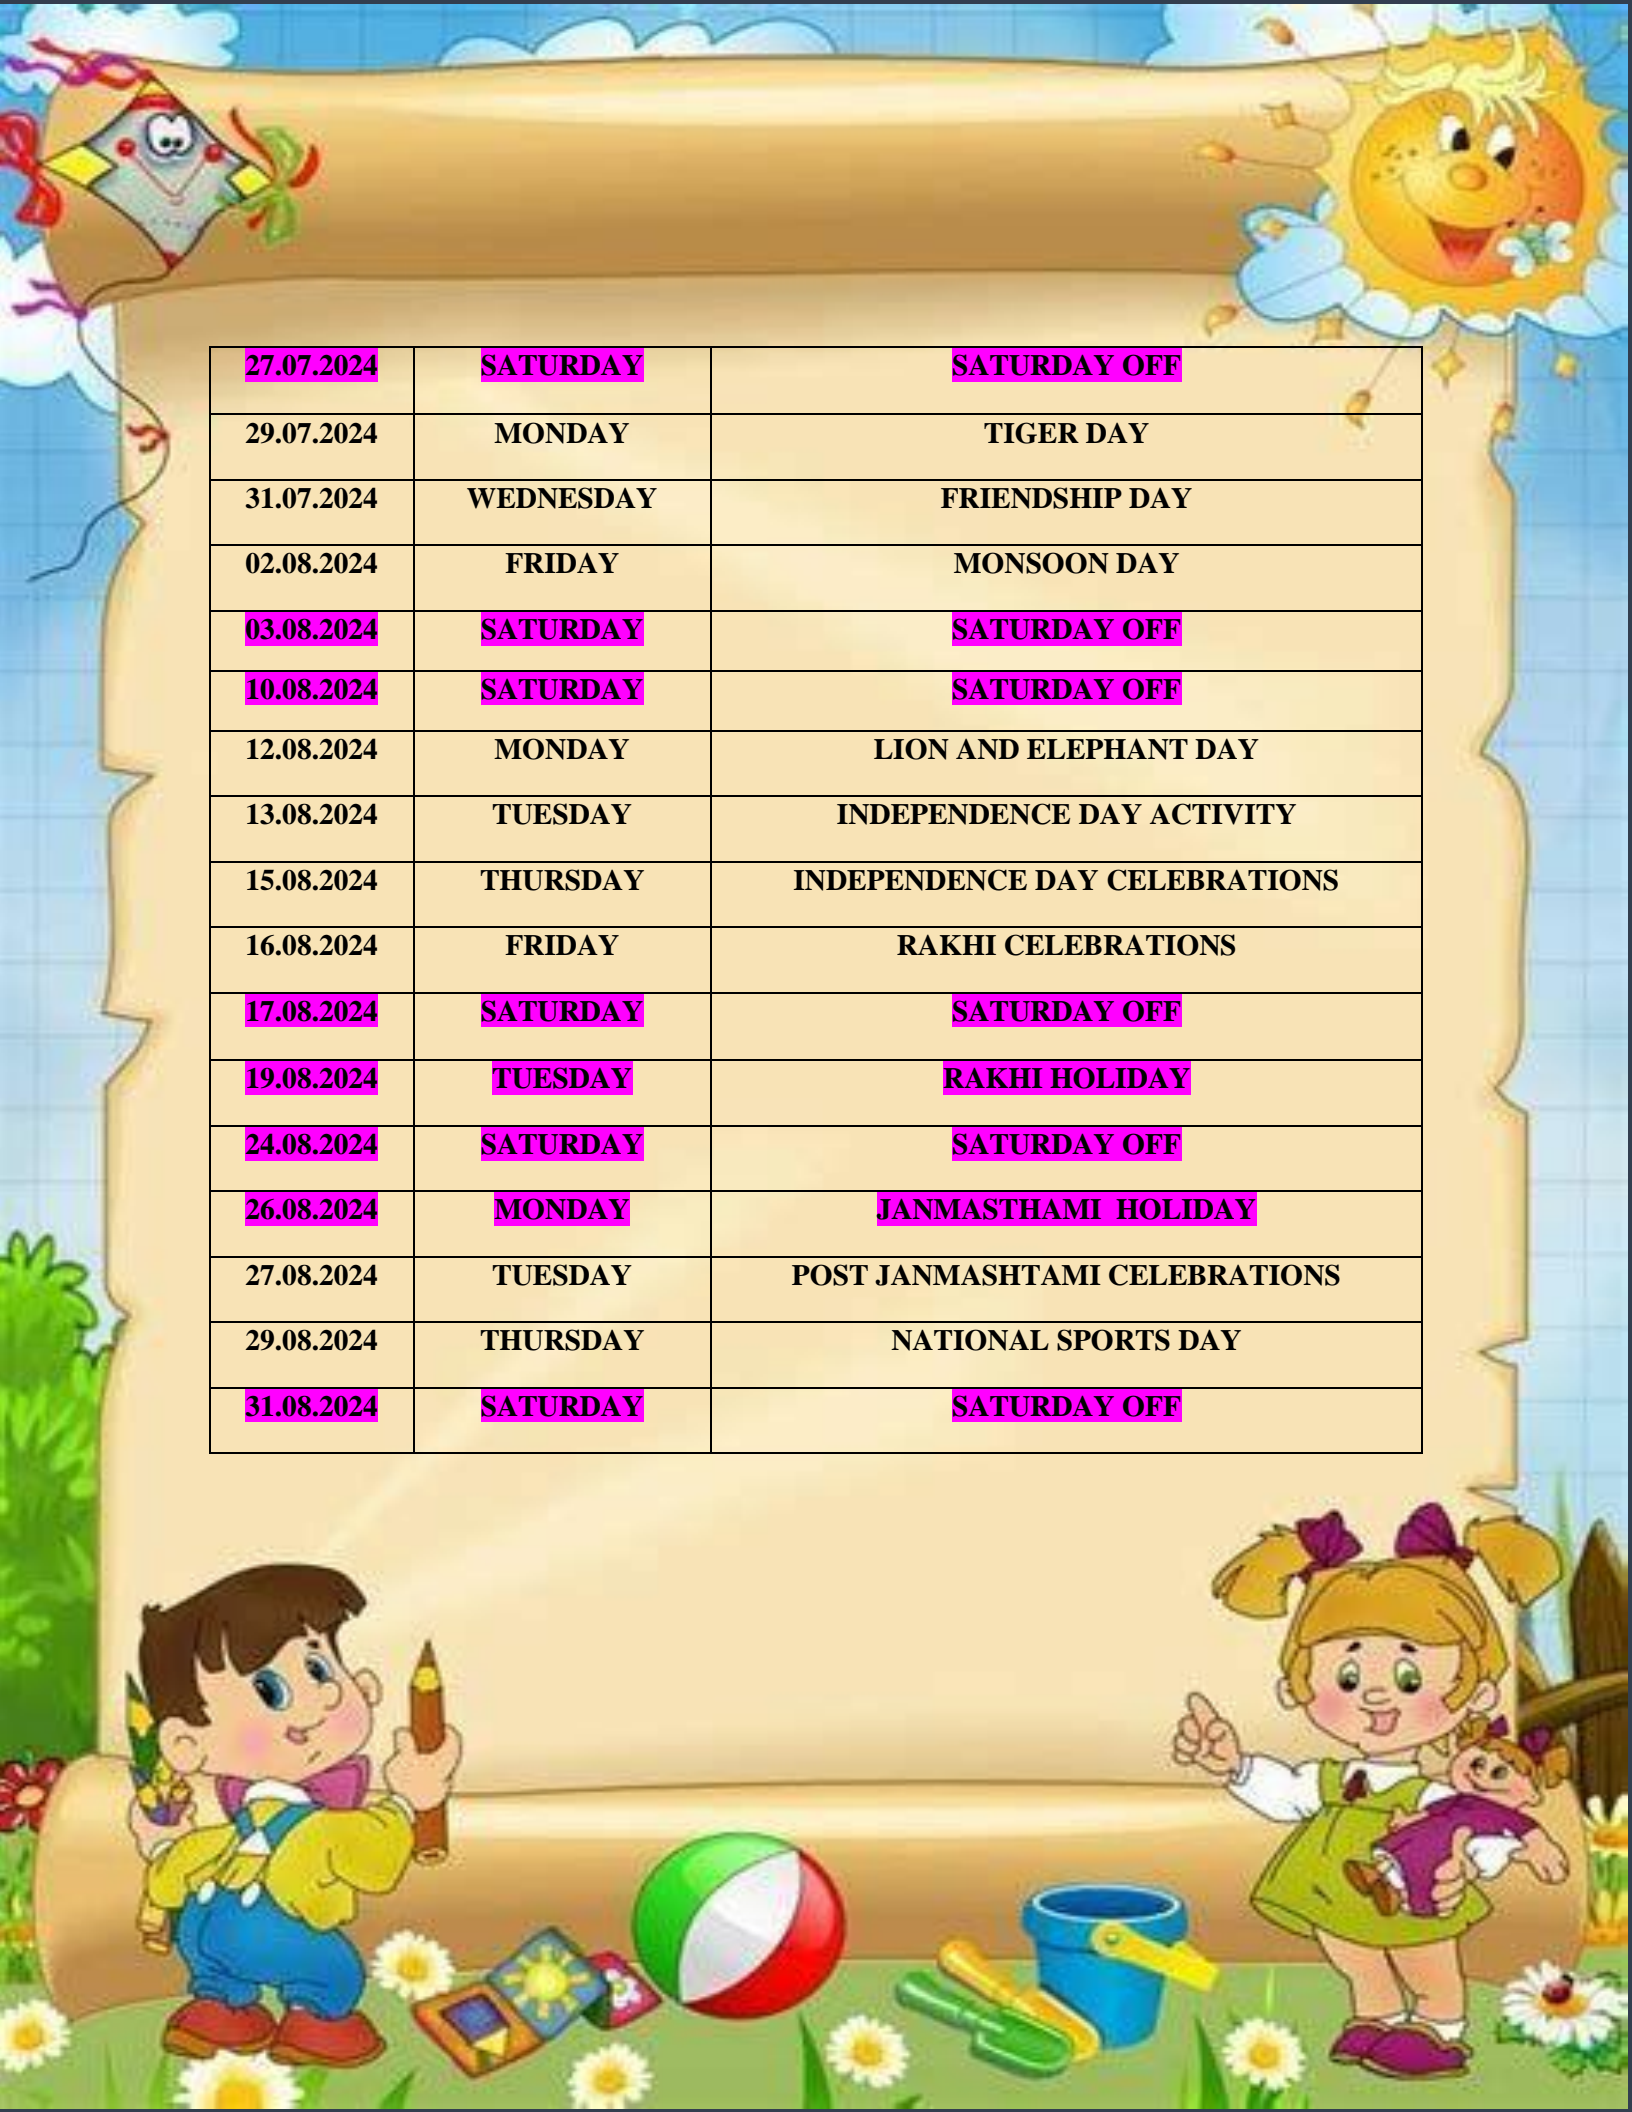 27.07.2024 SATURDAY SATURDAY OFF
29.07.2024 MONDAY TIGER DAY
31.07.2024 WEDNESDAY FRIENDSHIP DAY
02.08.2024 FRIDAY MONSOON DAY
03.08.2024 SATURDAY SATURDAY OFF
10.08.2024 SATURDAY SATURDAY OFF
12.08.2024 MONDAY LION AND ELEPHANT DAY
13.08.2024 TUESDAY INDEPENDENCE DAY ACTIVITY
15.08.2024 THURSDAY INDEPENDENCE DAY CELEBRATIONS
16.08.2024 FRIDAY RAKHI CELEBRATIONS
17.08.2024 SATURDAY SATURDAY OFF
19.08.2024 TUESDAY RAKHI HOLIDAY
24.08.2024 SATURDAY SATURDAY OFF
26.08.2024 MONDAY JANMASTHAMI HOLIDAY
27.08.2024 TUESDAY POST JANMASHTAMI CELEBRATIONS
29.08.2024 THURSDAY NATIONAL SPORTS DAY
31.08.2024 SATURDAY SATURDAY OFF